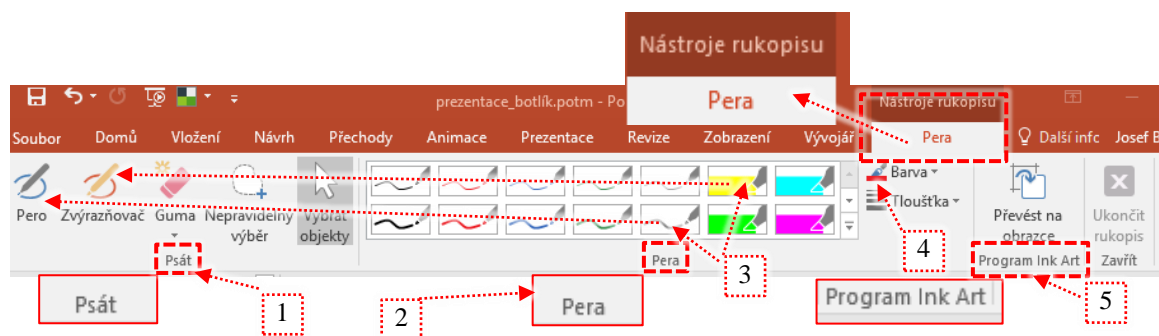 Nástroje rukopisu
Pera
prezentace_botlík.potm - Po
Nástroje rukopisu
Soubor Domů Vložení Návrh Přechody Animace Prezentace Revize Zobrazení Vývojář Pera Další infc Josef B
Barva
Tloušťka
Pero Zvýrazňovač Guma Nepravidelný výběr Vybrat objekty
Převést na obrazce
Ukončit rukopis
Psát Pera Program Ink Art Zavřít
4
3
Psát 1 2 Pera Program Ink Art 5